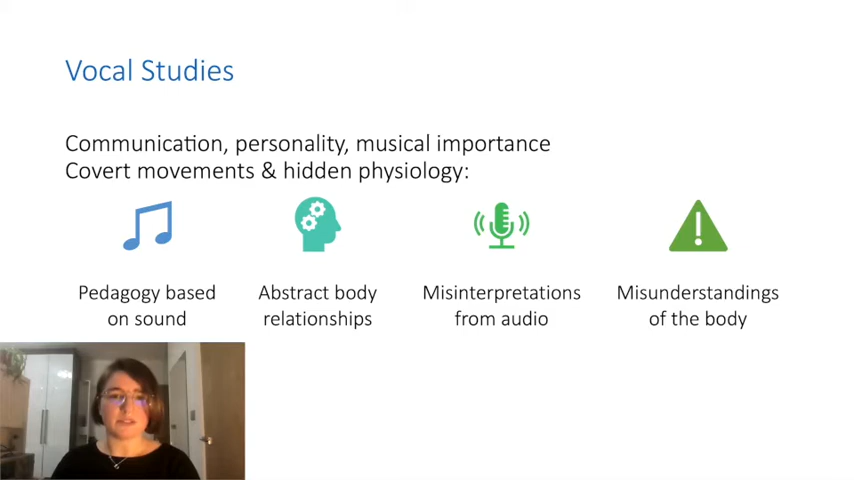 Vocal Studies
Communication, personality, musical importance
Covert movements & hidden physiology:
Pedagogy based
on sound
Abstract body
relationships
Misinterpretations
from audio
Misunderstandings
of the body